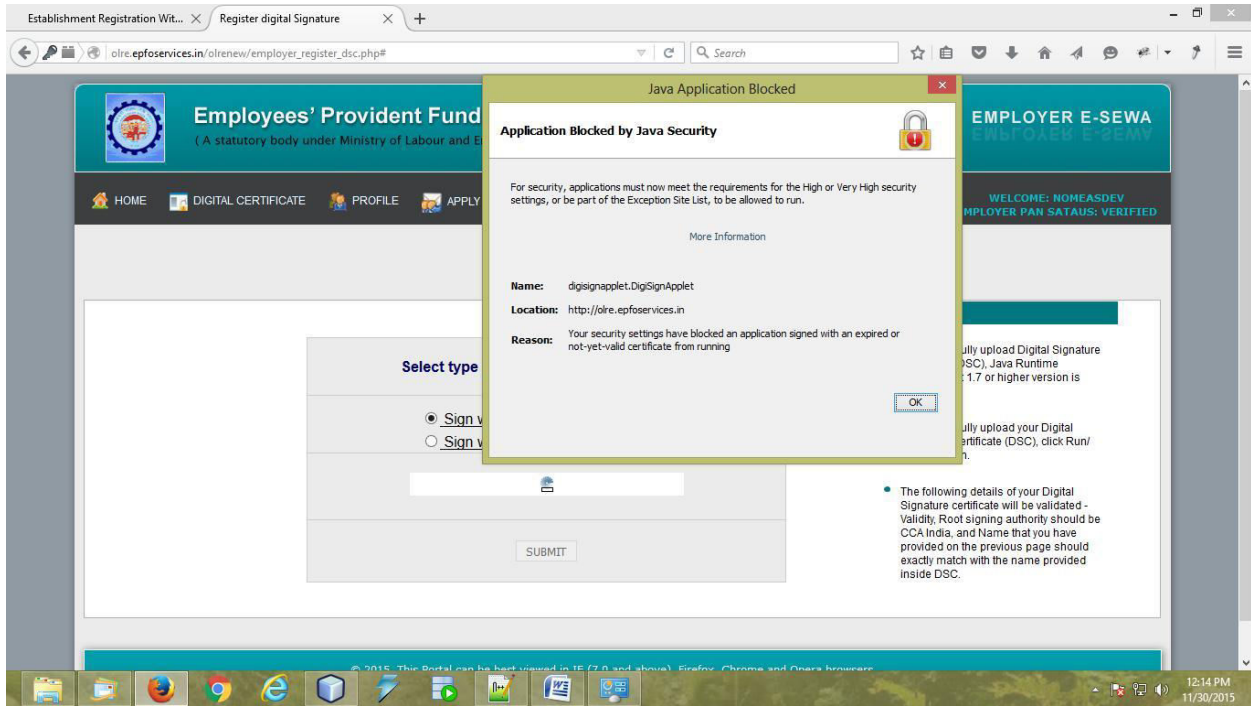 Establishment Registration Wit...
Register digital Signature
olre.epfoservices.in/olrenew/employer_register_dsc.php#
Search
Employees' Provident Fund
( A statutory body under Ministry of Labour and E
EMPLOYER E-SEWA
HOME
DIGITAL CERTIFICATE
PROFILE
APPLY
WELCOME: NOMEASDEV
MPLOYER PAN SATAUS: VERIFIED
Java Application Blocked
Application Blocked by Java Security
For security, applications must now meet the requirements for the High or Very High security
settings, or be part of the Exception Site List, to be allowed to run.
More Information
Name: digisignapplet.DigiSignApplet
Location: http://olre.epfoservices.in
Reason: Your security settings have blocked an application signed with an expired or
not-yet-valid certificate from running
OK
Select type
Sign w
Sign w
SUBMIT
ully upload Digital Signature
DSC), Java Runtime
1.7 or higher version is
ully upload your Digital
ertificate (DSC), click Run/
n.
The following details of your Digital
Signature certificate will be validated -
Validity, Root signing authority should be
CCA India, and Name that you have
provided on the previous page should
exactly match with the name provided
inside DSC.
© 2015. This Portal can be best viewed in IE (7.0 and above), Firefox, Chrome and Opera browsers
12:14 PM
11/30/2015